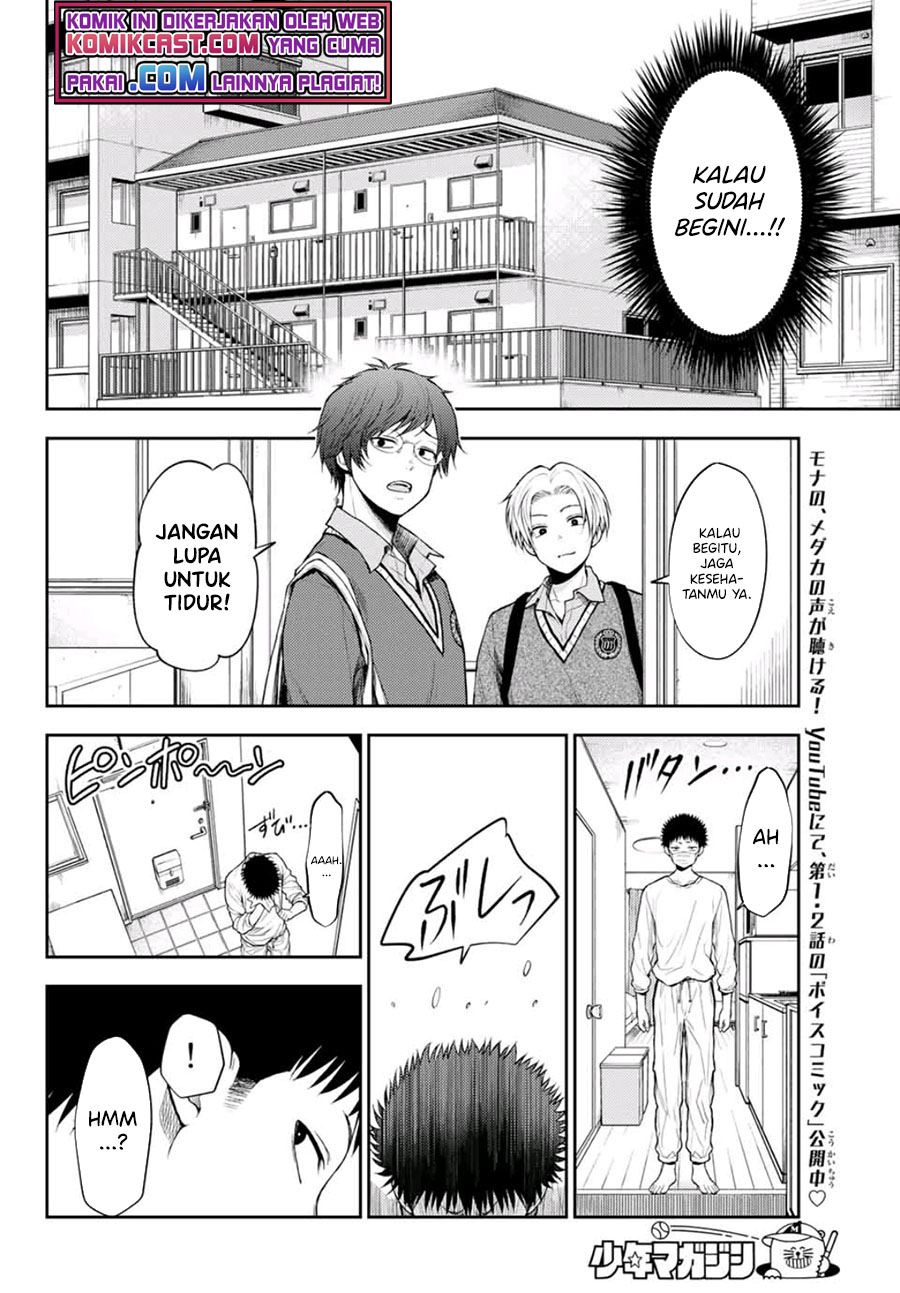 KOMIK INI DIKERJAKAN OLEH WEB
KOMIKCAST.COM YANG CUMA
PAKAI .COM LAINNYA PLAGIAT!
KALAU
SUDAH
BEGINI...!!
KALAU
BEGITU,
JAGA
KESEHA-
TANMU YA.
JANGAN
LUPA
UNTUK
TIDUR!
バタン…
AH
...
ぶしっ
ピンポ〜〜ン
ずび…
AAAH.
...
!
HMM
...?
モナの、メダカの声が聴ける！YouTubeにて、第1・2話の「ボイスコミック」公開中♡
少年マガジン